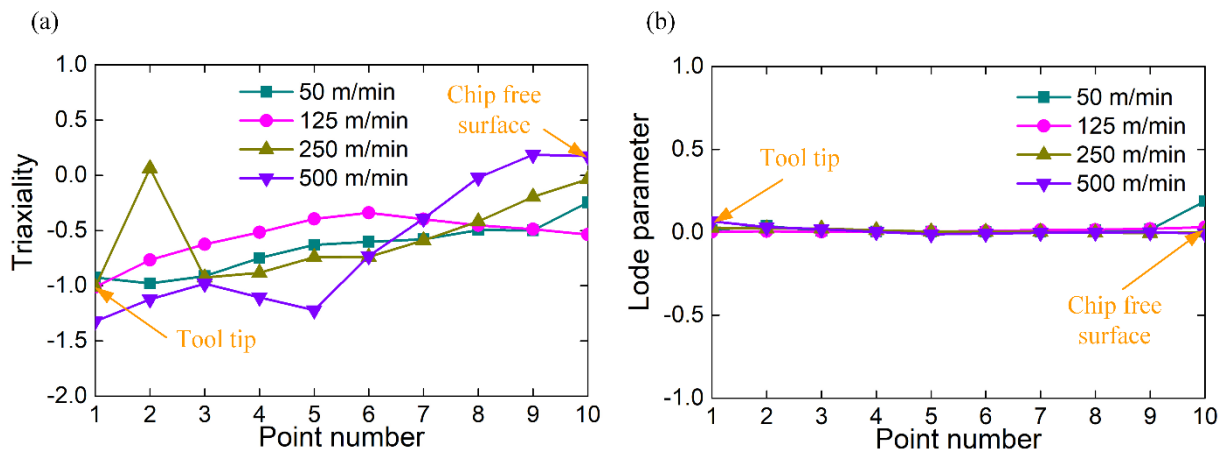 (a)
1.0
0.5
0.0
-0.5
-1.0
-1.5
-2.0
Triaxiality
50 m/min
125 m/min
250 m/min
500 m/min
Chip free
surface
Tool tip
1 2 3 4 5 6 7 8 9 10
Point number
(b)
1.0
0.5
0.0
-0.5
-1.0
Lode parameter
50 m/min
125 m/min
250 m/min
500 m/min
Tool tip
Chip free
surface
1 2 3 4 5 6 7 8 9 10
Point number